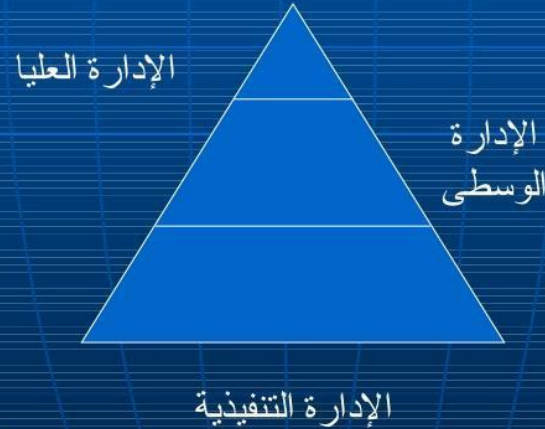 الإدارة العليا
الإدارة
الوسطى
الإدارة التنفيذية